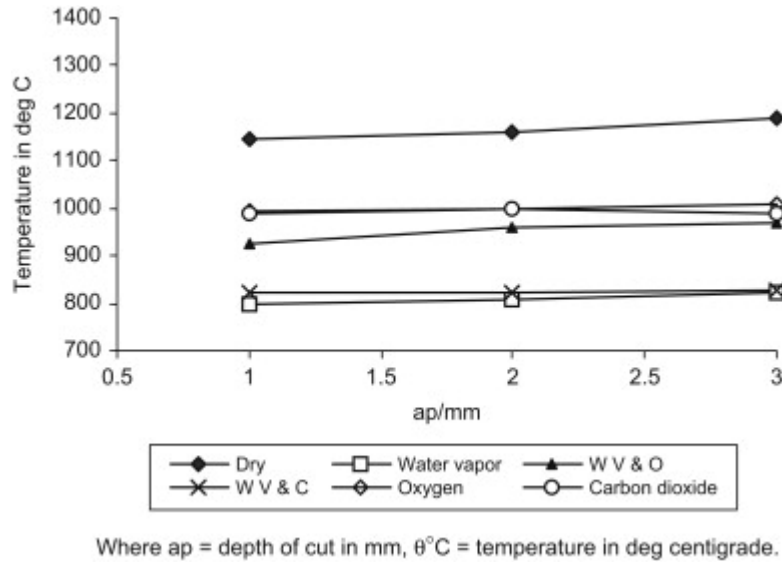 1400
1300
1200
1100
1000
900
800
700
Temperature in deg C
0.5 1 1.5 2 2.5 3
ap/mm
Dry Water vapor W V & O
W V & C Oxygen Carbon dioxide
Where ap = depth of cut in mm, θ°C = temperature in deg centigrade.